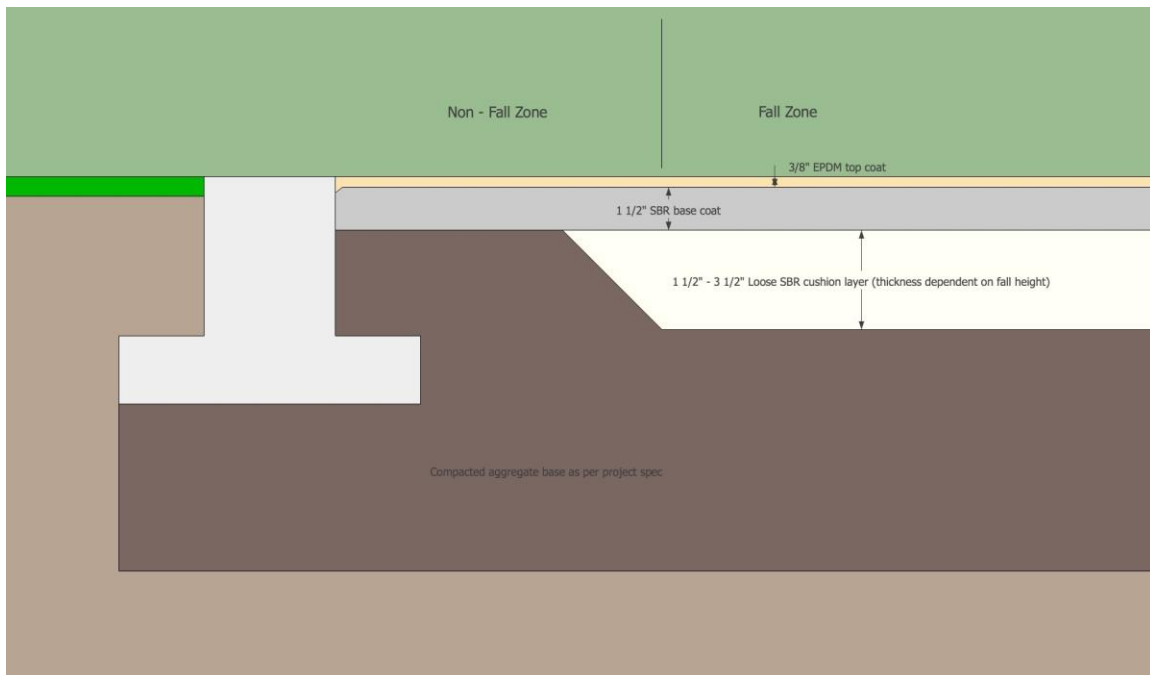 Non - Fall Zone
Fall Zone
3/8" EPDM top coat
1 1/2" SBR base coat
1 1/2" - 3 1/2" Loose SBR cushion layer (thickness dependent on fall height)
Compacted aggregate base as per project spec